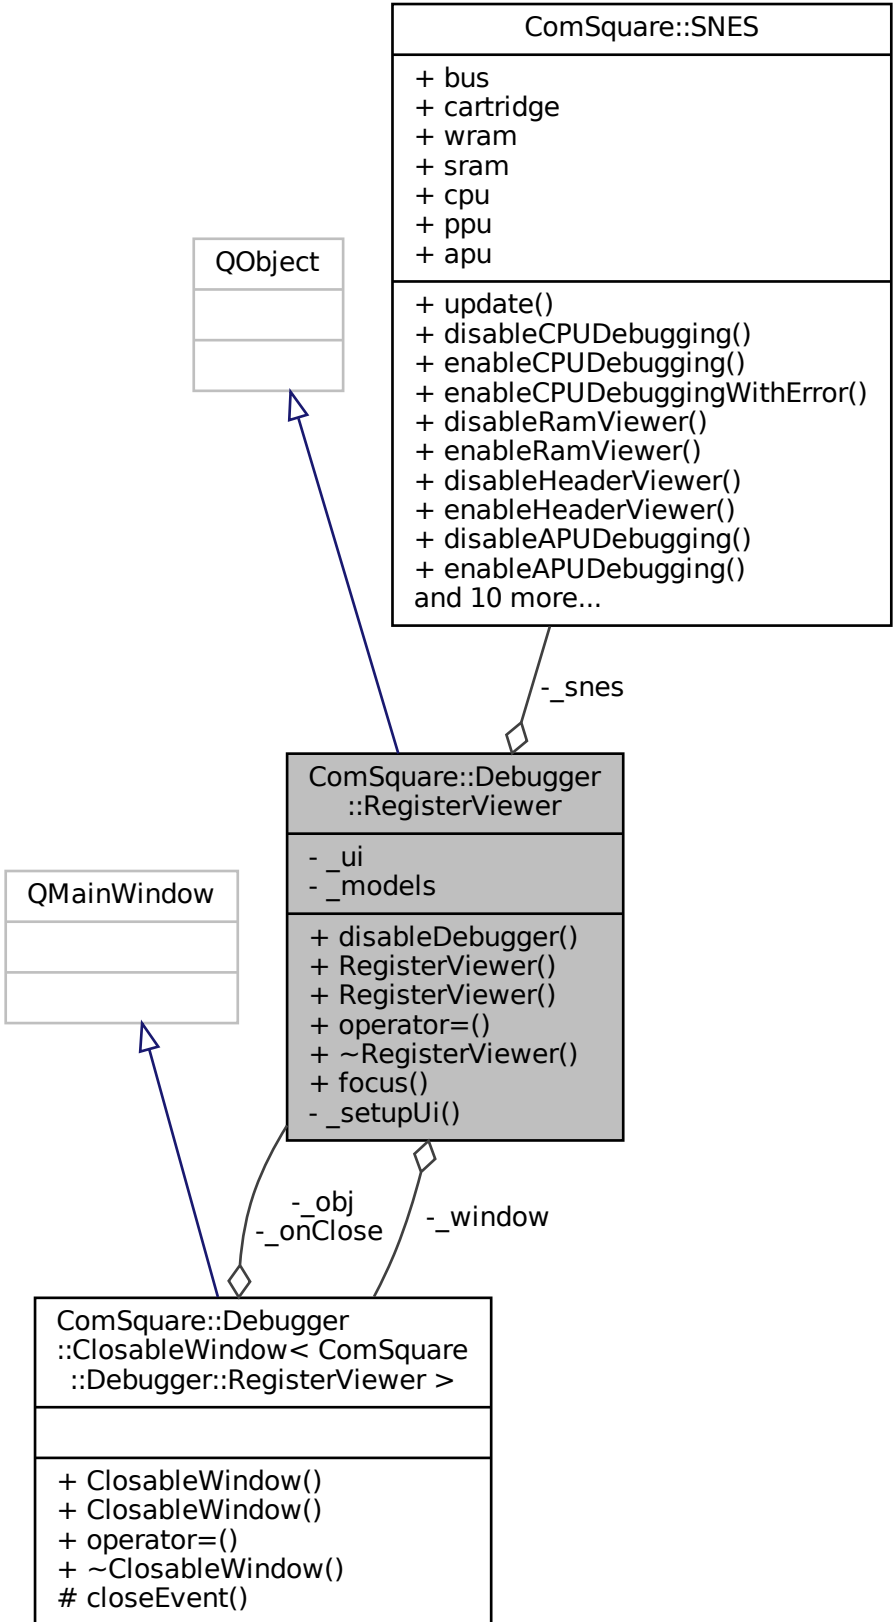 ComSquare::SNES
+ bus
+ cartridge
+ wram
+ sram
+ cpu
+ ppu
+ apu
+ update()
+ disableCPUDebugging()
+ enableCPUDebugging()
+ enableCPUDebuggingWithError()
+ disableRamViewer()
+ enableRamViewer()
+ disableHeaderViewer()
+ enableHeaderViewer()
+ disableAPUDebugging()
+ enableAPUDebugging()
and 10 more...
QObject
-_snes
ComSquare::Debugger
::RegisterViewer
- _ui
- _models
+ disableDebugger()
+ RegisterViewer()
+ RegisterViewer()
+ operator=()
+ ~RegisterViewer()
+ focus()
- _setupUi()
QMainWindow
-_obj
-_onClose
-_window
ComSquare::Debugger
::ClosableWindow< ComSquare
::Debugger::RegisterViewer >
+ ClosableWindow()
+ ClosableWindow()
+ operator=()
+ ~ClosableWindow()
# closeEvent()